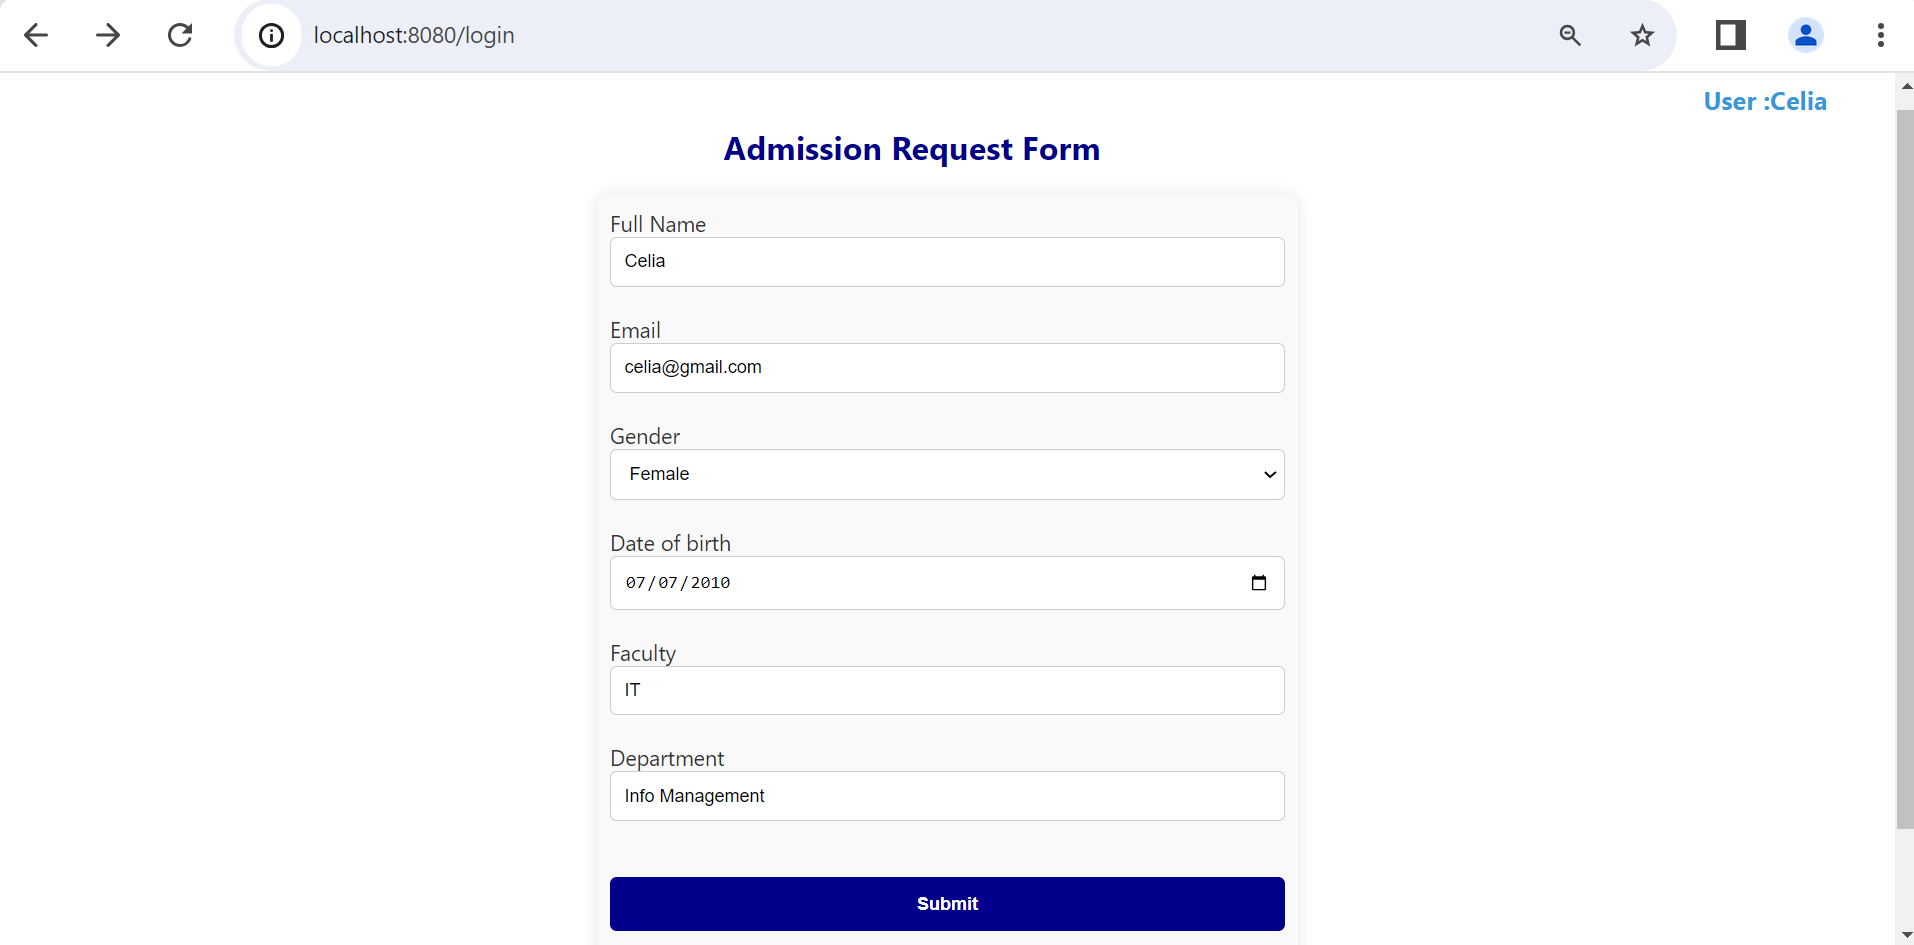 localhost:8080/login
User :Celia
Admission Request Form
Full Name
Celia
Email
celia@gmail.com
Gender
Female
Date of birth
07/07/2010
Faculty
IT
Department
Info Management
Submit